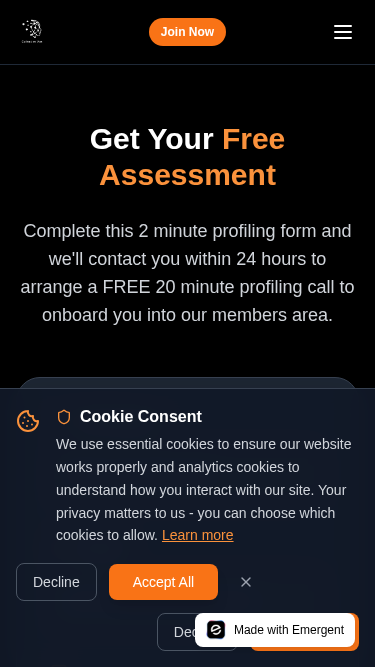 Join Now
Get Your Free
Assessment
Complete this 2 minute profiling form and
we'll contact you within 24 hours to
arrange a FREE 20 minute profiling call to
onboard you into our members area.
Cookie Consent
We use essential cookies to ensure our website
works properly and analytics cookies to
understand how you interact with our site. Your
privacy matters to us - you can choose which
cookies to allow. Learn more
Decline
Accept All
Made with Emergent